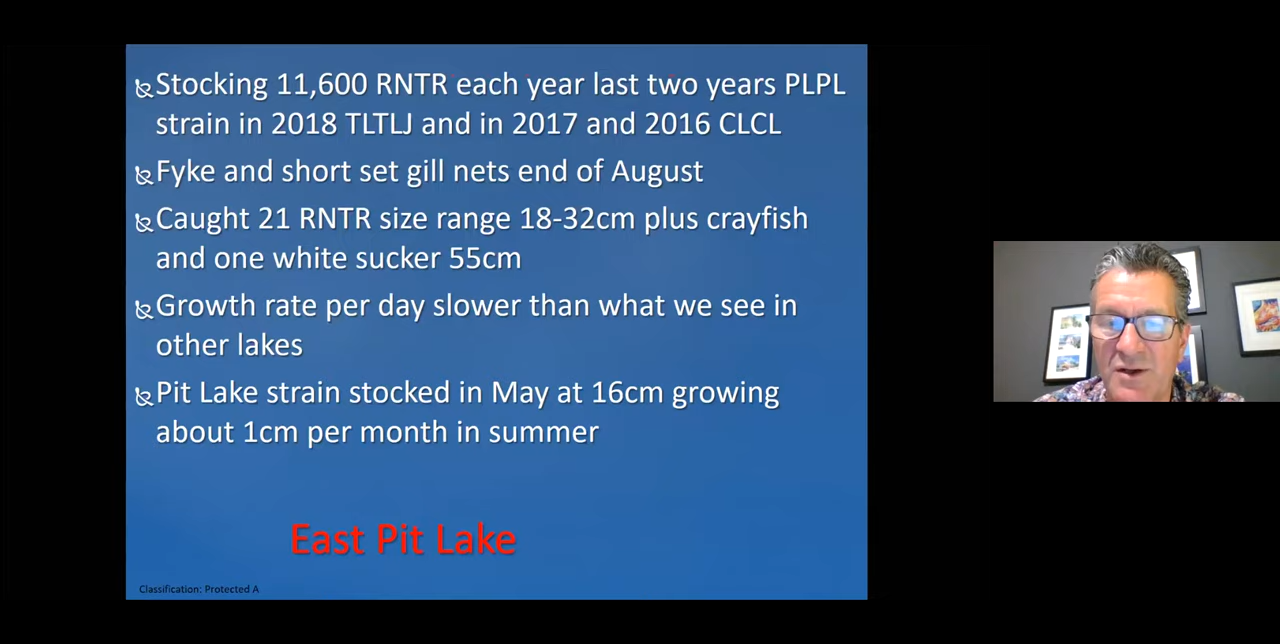 Stocking 11,600 RNTR each year last two years PLPL
strain in 2018 TLTLJ and in 2017 and 2016 CLCL
Fyke and short set gill nets end of August
Caught 21 RNTR size range 18-32cm plus crayfish
and one white sucker 55cm
Growth rate per day slower than what we see in
other lakes
Pit Lake strain stocked in May at 16cm growing
about 1cm per month in summer
East Pit Lake
Classification: Protected A